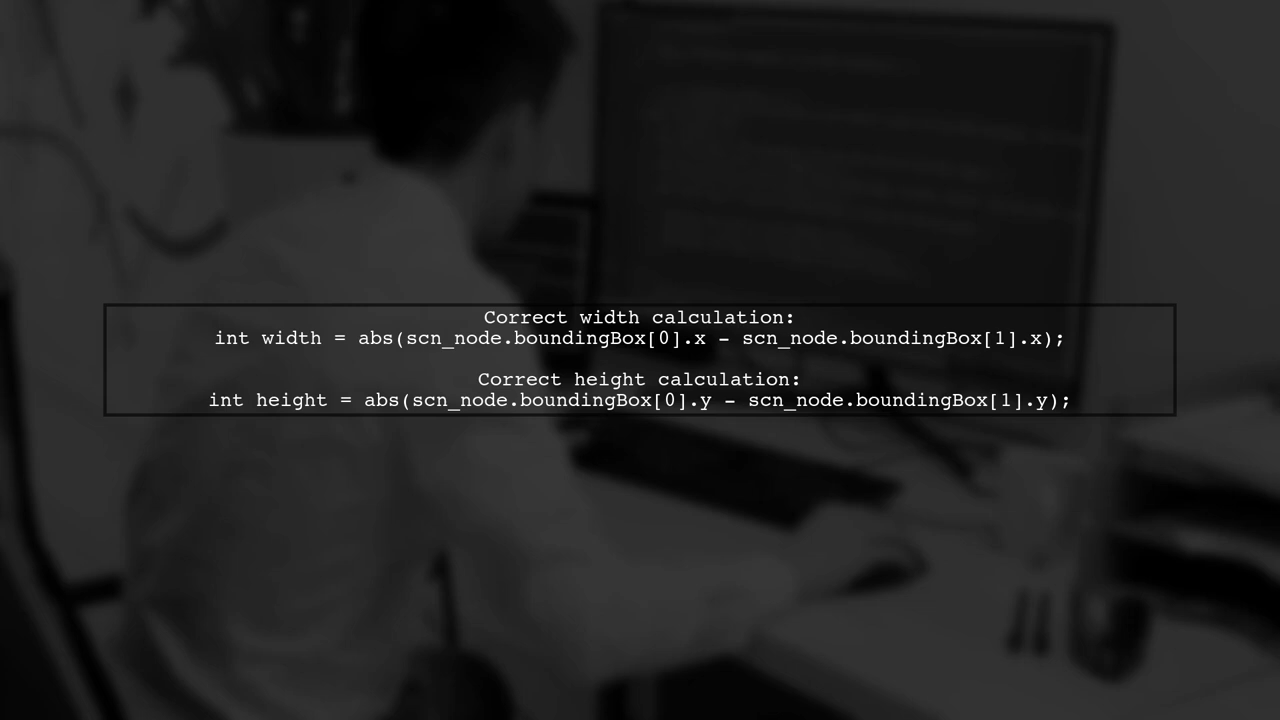 Correct width calculation:
int width = abs(scn_node.boundingBox[0].x - scn_node.boundingBox[1].x);
Correct height calculation:
int height = abs(scn_node.boundingBox[0].y - scn_node.boundingBox[1].y);